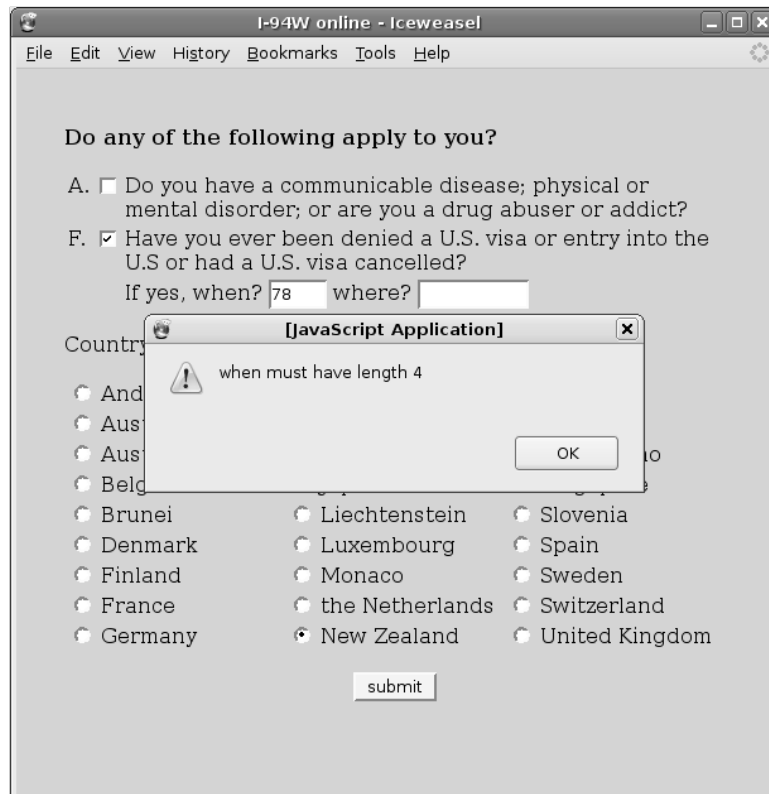 I-94W online - Iceweasel
File Edit View History Bookmarks Tools Help
Do any of the following apply to you?
A. Do you have a communicable disease; physical or
mental disorder; or are you a drug abuser or addict?
F. Have you ever been denied a U.S. visa or entry into the
U.S or had a U.S. visa cancelled?
If yes, when? 78 where?
[JavaScript Application]
when must have length 4
OK
Country
Brunei Liechtenstein Slovenia
Denmark Luxembourg Spain
Finland Monaco Sweden
France the Netherlands Switzerland
Germany New Zealand United Kingdom
submit